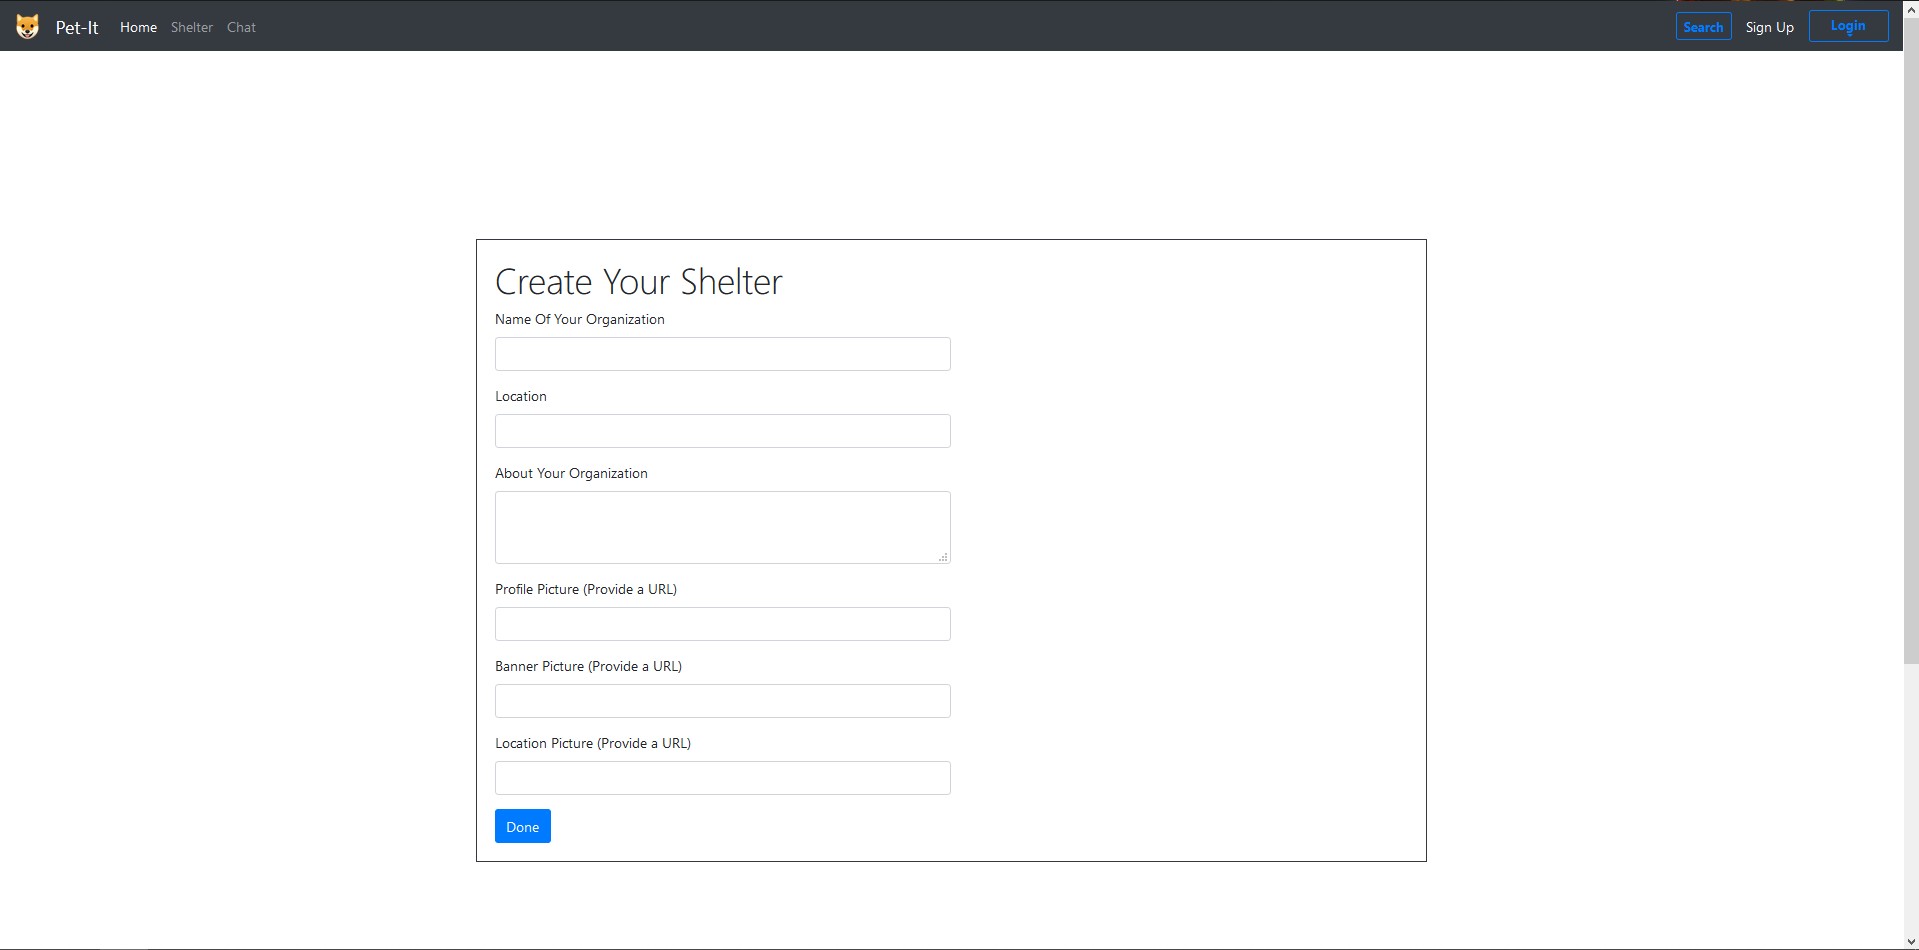 Pet-It Home Shelter Chat Search Sign Up Login
Create Your Shelter
Name Of Your Organization
Location
About Your Organization
Profile Picture (Provide a URL)
Banner Picture (Provide a URL)
Location Picture (Provide a URL)
Done